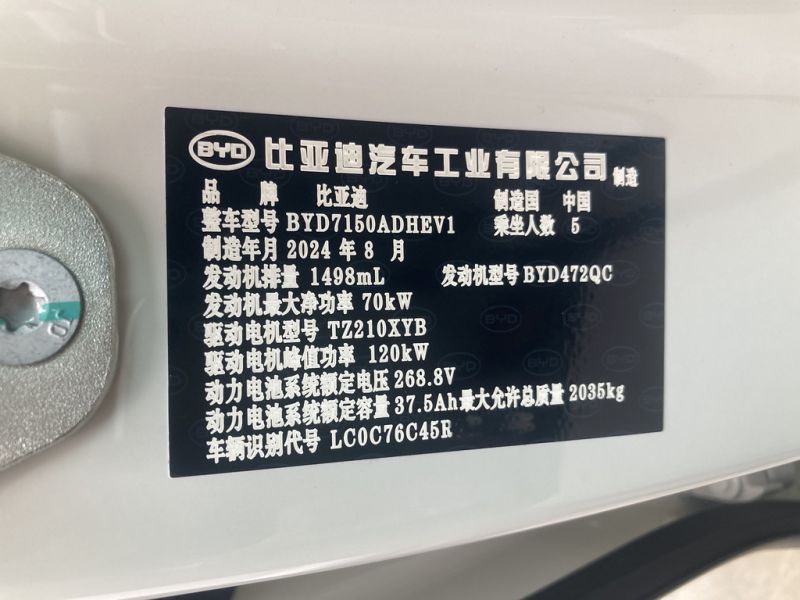 BYD 比亚迪汽车工业有限公司 制造
品 牌 比亚迪 制造国 中国
整车型号 BYD7150ADHEV1 乘坐人数 5
制造年月 2024 年 8 月
发动机排量 1498mL 发动机型号 BYD472QC
发动机最大净功率 70kW
驱动电机型号 TZ210XYB
驱动电机峰值功率 120kW
动力电池系统额定电压 268.8V
动力电池系统额定容量 37.5Ah 最大允许总质量 2035kg
车辆识别代号 LC0C76C45R